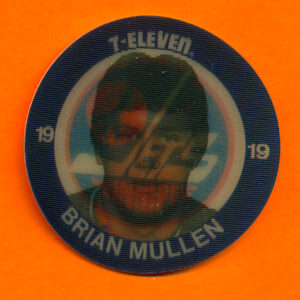 7-ELEVEN
19 19
JETS
BRIAN MULLEN